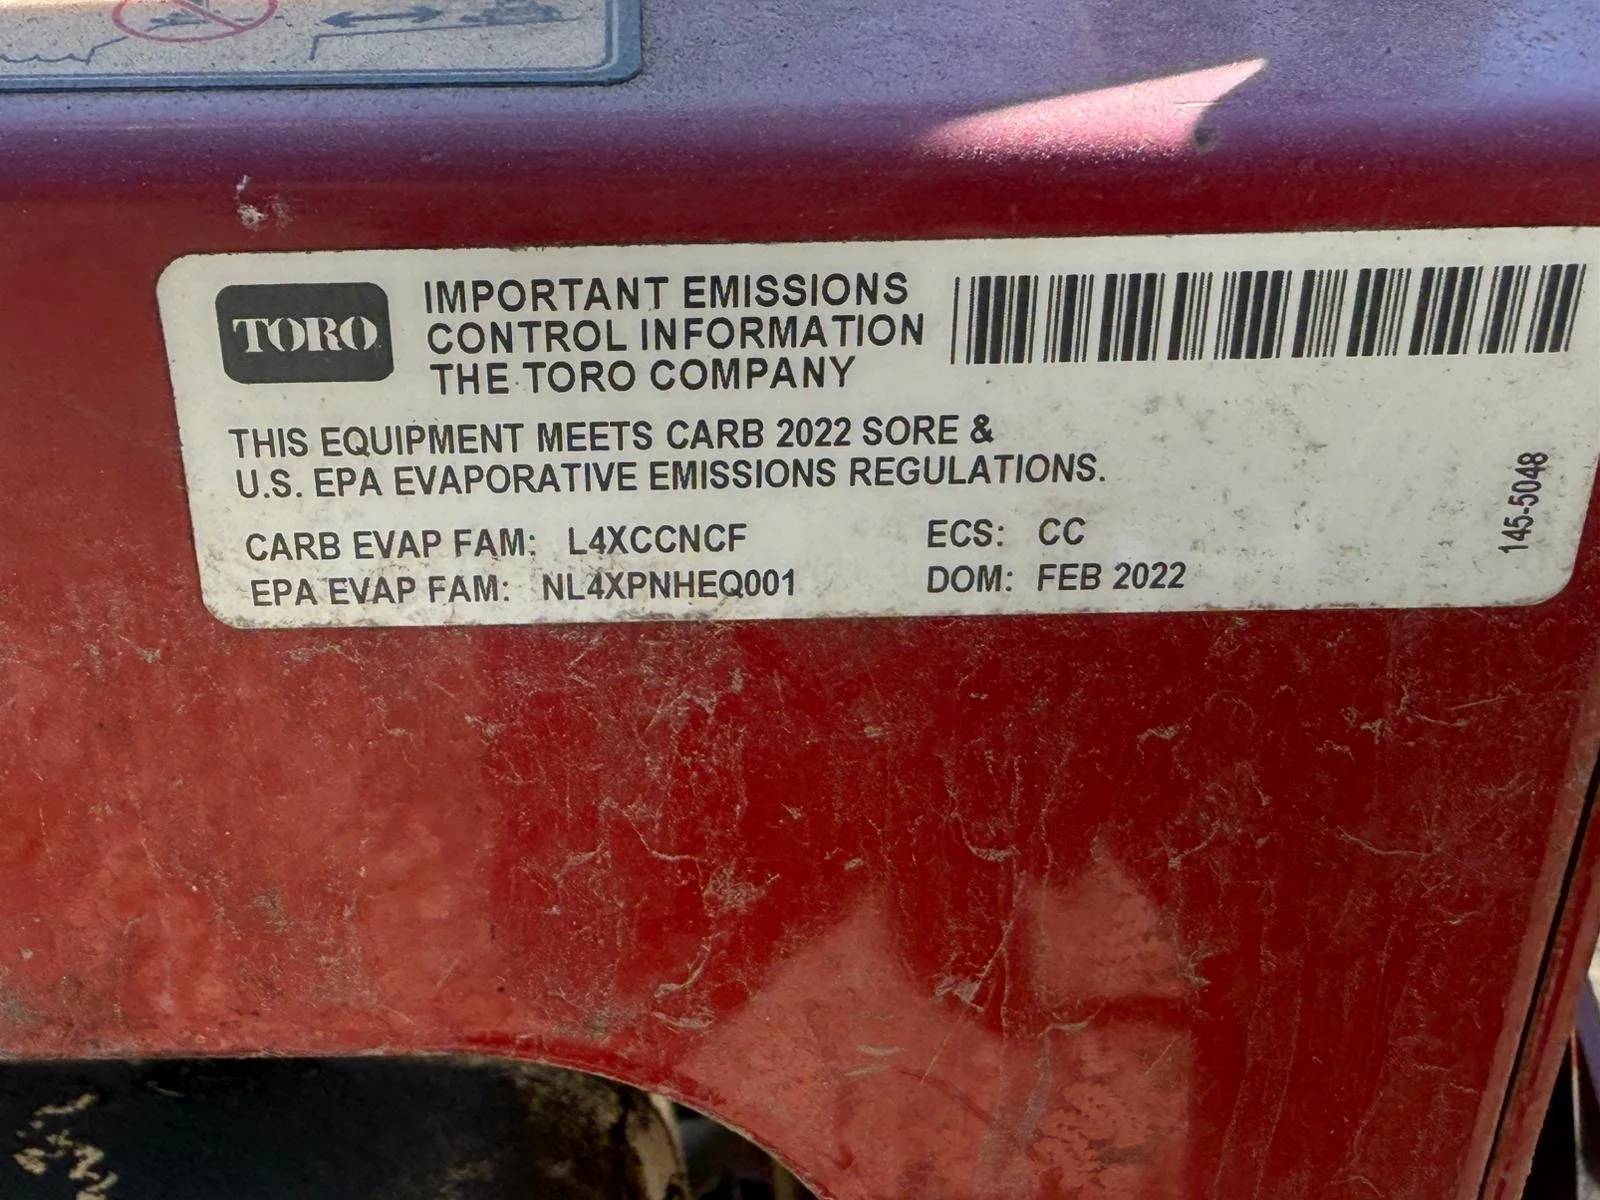 TORO
IMPORTANT EMISSIONS
CONTROL INFORMATION
THE TORO COMPANY
THIS EQUIPMENT MEETS CARB 2022 SORE &
U.S. EPA EVAPORATIVE EMISSIONS REGULATIONS.
CARB EVAP FAM: L4XCCNCF ECS: CC
EPA EVAP FAM: NL4XPNHEQ001 DOM: FEB 2022
145-5048